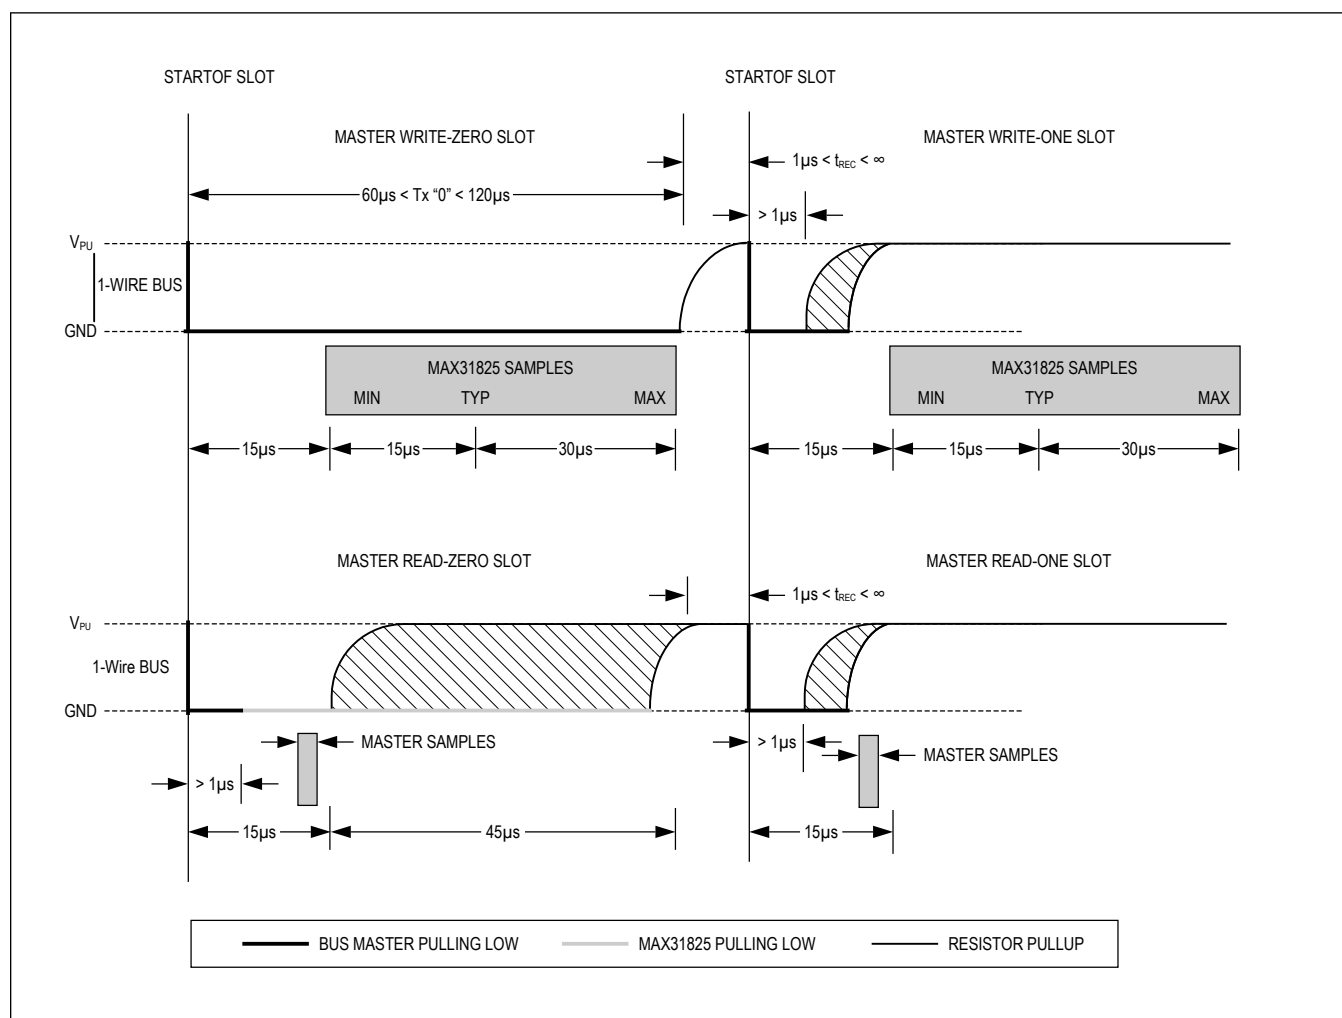 STARTOF SLOT
STARTOF SLOT
MASTER WRITE-ZERO SLOT
MASTER WRITE-ONE SLOT
1µs < tREC < ∞
60µs < Tx “0” < 120µs
> 1µs
VPU
1-WIRE BUS
GND
MAX31825 SAMPLES
MIN TYP MAX
MAX31825 SAMPLES
MIN TYP MAX
15µs 15µs 30µs
15µs 15µs 30µs
MASTER READ-ZERO SLOT
MASTER READ-ONE SLOT
1µs < tREC < ∞
VPU
1-Wire BUS
GND
MASTER SAMPLES
> 1µs
MASTER SAMPLES
> 1µs
15µs 45µs
15µs
BUS MASTER PULLING LOW
MAX31825 PULLING LOW
RESISTOR PULLUP